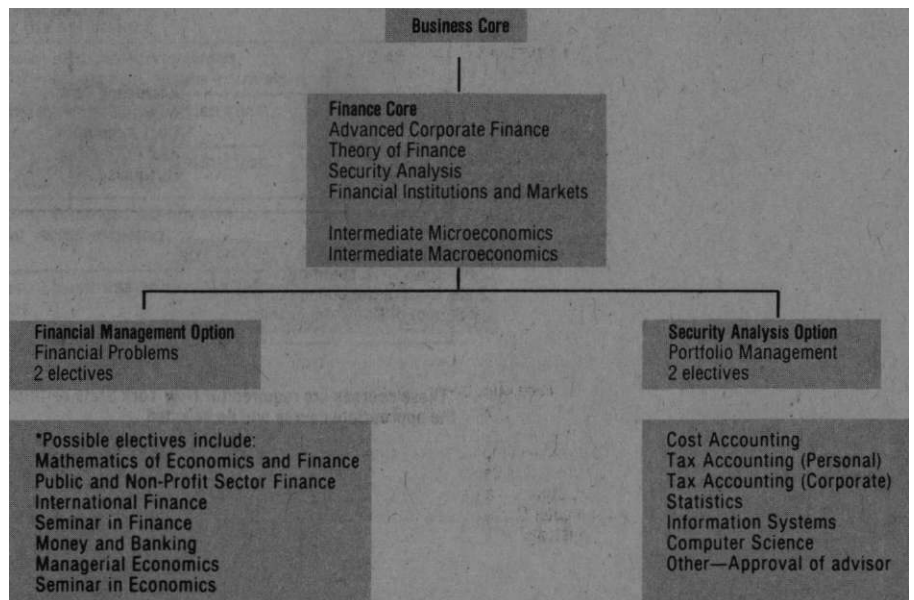 Business Core
Finance Core
Advanced Corporate Finance
Theory of Finance
Security Analysis
Financial Institutions and Markets
Intermediate Microeconomics
Intermediate Macroeconomics
Financial Management Option
Financial Problems
2 electives
Security Analysis Option
Portfolio Management
2 electives
*Possible electives include:
Mathematics of Economics and Finance
Public and Non-Profit Sector Finance
International Finance
Seminar in Finance
Money and Banking
Managerial Economics
Seminar in Economics
Cost Accounting
Tax Accounting (Personal)
Tax Accounting (Corporate)
Statistics
Information Systems
Computer Science
Other—Approval of advisor